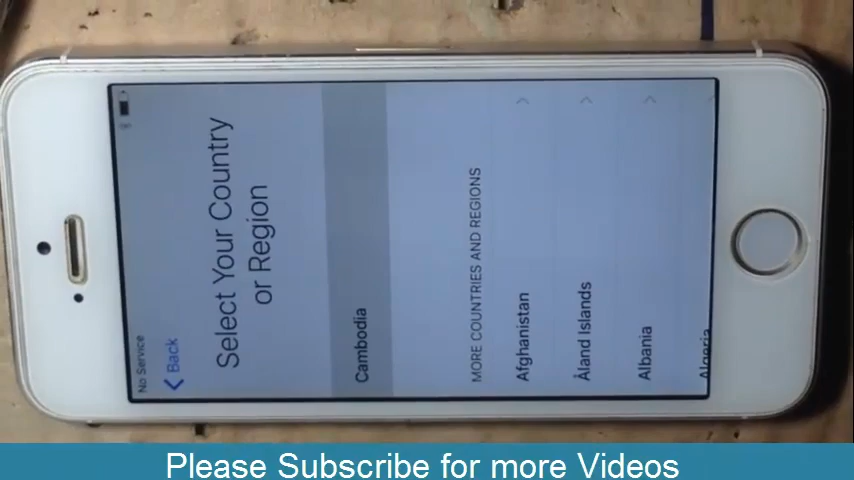 No Service
Back
Select Your Country
or Region
Cambodia
MORE COUNTRIES AND REGIONS
Afghanistan
Åland Islands
Albania
Algeria
Please Subscribe for more Videos